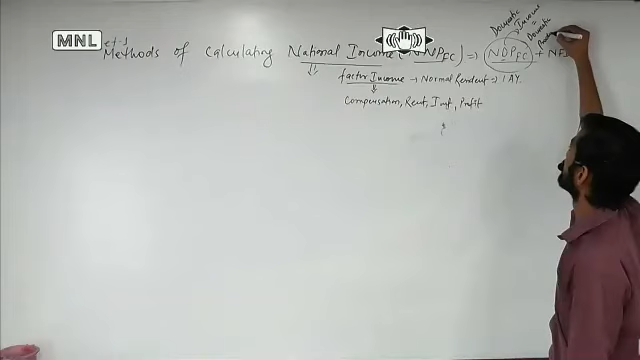 MNL
et's
Methods of Calculating National Income (NNPFC) => NDPFC + NF
Domestic Income = Domestic
factor Income → Normal Resident => 1 AY.
Compensation, Rent, Int, Profit